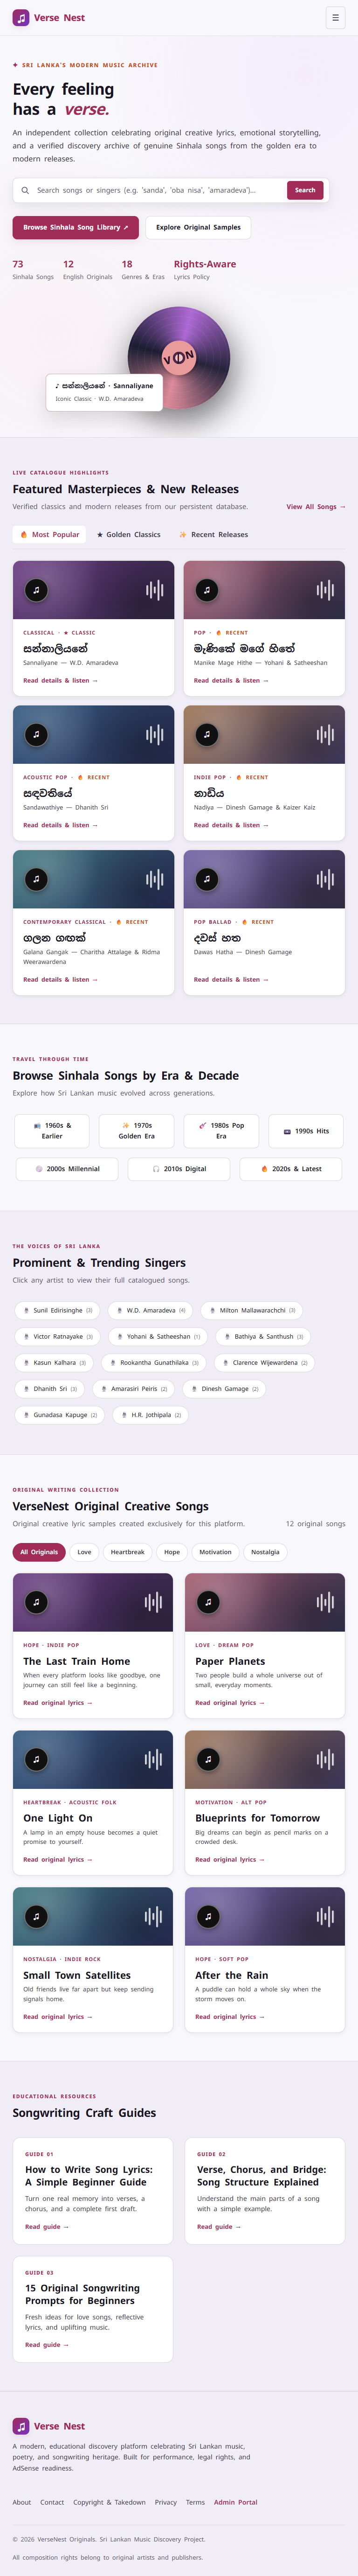 Verse Nest
☰
✦ SRI LANKA'S MODERN MUSIC ARCHIVE
Every feeling
has a verse.
An independent collection celebrating original creative lyrics, emotional storytelling,
and a verified discovery archive of genuine Sinhala songs from the golden era to
modern releases.
Search songs or singers (e.g. 'sanda', 'oba nisa', 'amaradeva')...
Search
Browse Sinhala Song Library ↗
Explore Original Samples
73
Sinhala Songs
12
English Originals
18
Genres & Eras
Rights-Aware
Lyrics Policy
♪ සන්නාලියනේ · Sannaliyane
Iconic Classic · W.D. Amaradeva
LIVE CATALOGUE HIGHLIGHTS
Featured Masterpieces & New Releases
Verified classics and modern releases from our persistent database.
View All Songs →
🔥 Most Popular
★ Golden Classics
✨ Recent Releases
CLASSICAL · ★ CLASSIC
සන්නාලියනේ
Sannaliyane — W.D. Amaradeva
Read details & listen →
POP · 🔥 RECENT
මැණිකේ මගේ හිතේ
Manike Mage Hithe — Yohani & Satheeshan
Read details & listen →
ACOUSTIC POP · 🔥 RECENT
සඳවතියේ
Sandawathiye — Dhanith Sri
Read details & listen →
INDIE POP · 🔥 RECENT
නාඩිය
Nadiya — Dinesh Gamage & Kaizer Kaiz
Read details & listen →
CONTEMPORARY CLASSICAL · 🔥 RECENT
ගලන ගඟක්
Galana Gangak — Charitha Attalage & Ridma
Weerawardena
Read details & listen →
POP BALLAD · 🔥 RECENT
දවස් හත
Dawas Hatha — Dinesh Gamage
Read details & listen →
TRAVEL THROUGH TIME
Browse Sinhala Songs by Era & Decade
Explore how Sri Lankan music evolved across generations.
1960s &
Earlier
1970s
Golden Era
1980s Pop
Era
1990s Hits
2000s Millennial
2010s Digital
2020s & Latest
THE VOICES OF SRI LANKA
Prominent & Trending Singers
Click any artist to view their full catalogued songs.
Sunil Edirisinghe (3)
W.D. Amaradeva (4)
Milton Mallawarachchi (3)
Victor Ratnayake (3)
Yohani & Satheeshan (1)
Bathiya & Santhush (3)
Kasun Kalhara (3)
Rookantha Gunathilaka (3)
Clarence Wijewardena (2)
Dhanith Sri (3)
Amarasiri Peiris (2)
Dinesh Gamage (2)
Gunadasa Kapuge (2)
H.R. Jothipala (2)
ORIGINAL WRITING COLLECTION
VerseNest Original Creative Songs
Original creative lyric samples created exclusively for this platform.
12 original songs
All Originals
Love
Heartbreak
Hope
Motivation
Nostalgia
HOPE · INDIE POP
The Last Train Home
When every platform looks like goodbye, one
journey can still feel like a beginning.
Read original lyrics →
LOVE · DREAM POP
Paper Planets
Two people build a whole universe out of
small, everyday moments.
Read original lyrics →
HEARTBREAK · ACOUSTIC FOLK
One Light On
A lamp in an empty house becomes a quiet
promise to yourself.
Read original lyrics →
MOTIVATION · ALT POP
Blueprints for Tomorrow
Big dreams can begin as pencil marks on a
crowded desk.
Read original lyrics →
NOSTALGIA · INDIE ROCK
Small Town Satellites
Old friends live far apart but keep sending
signals home.
Read original lyrics →
HOPE · SOFT POP
After the Rain
A puddle can hold a whole sky when the
storm moves on.
Read original lyrics →
EDUCATIONAL RESOURCES
Songwriting Craft Guides
GUIDE 01
How to Write Song Lyrics:
A Simple Beginner Guide
Turn one real memory into verses, a
chorus, and a complete first draft.
Read guide →
GUIDE 02
Verse, Chorus, and Bridge:
Song Structure Explained
Understand the main parts of a song
with a simple example.
Read guide →
GUIDE 03
15 Original Songwriting
Prompts for Beginners
Fresh ideas for love songs, reflective
lyrics, and uplifting music.
Read guide →
Verse Nest
A modern, educational discovery platform celebrating Sri Lankan music,
poetry, and songwriting heritage. Built for performance, legal rights, and
AdSense readiness.
About
Contact
Copyright & Takedown
Privacy
Terms
Admin Portal
© 2026 VerseNest Originals. Sri Lankan Music Discovery Project.
All composition rights belong to original artists and publishers.